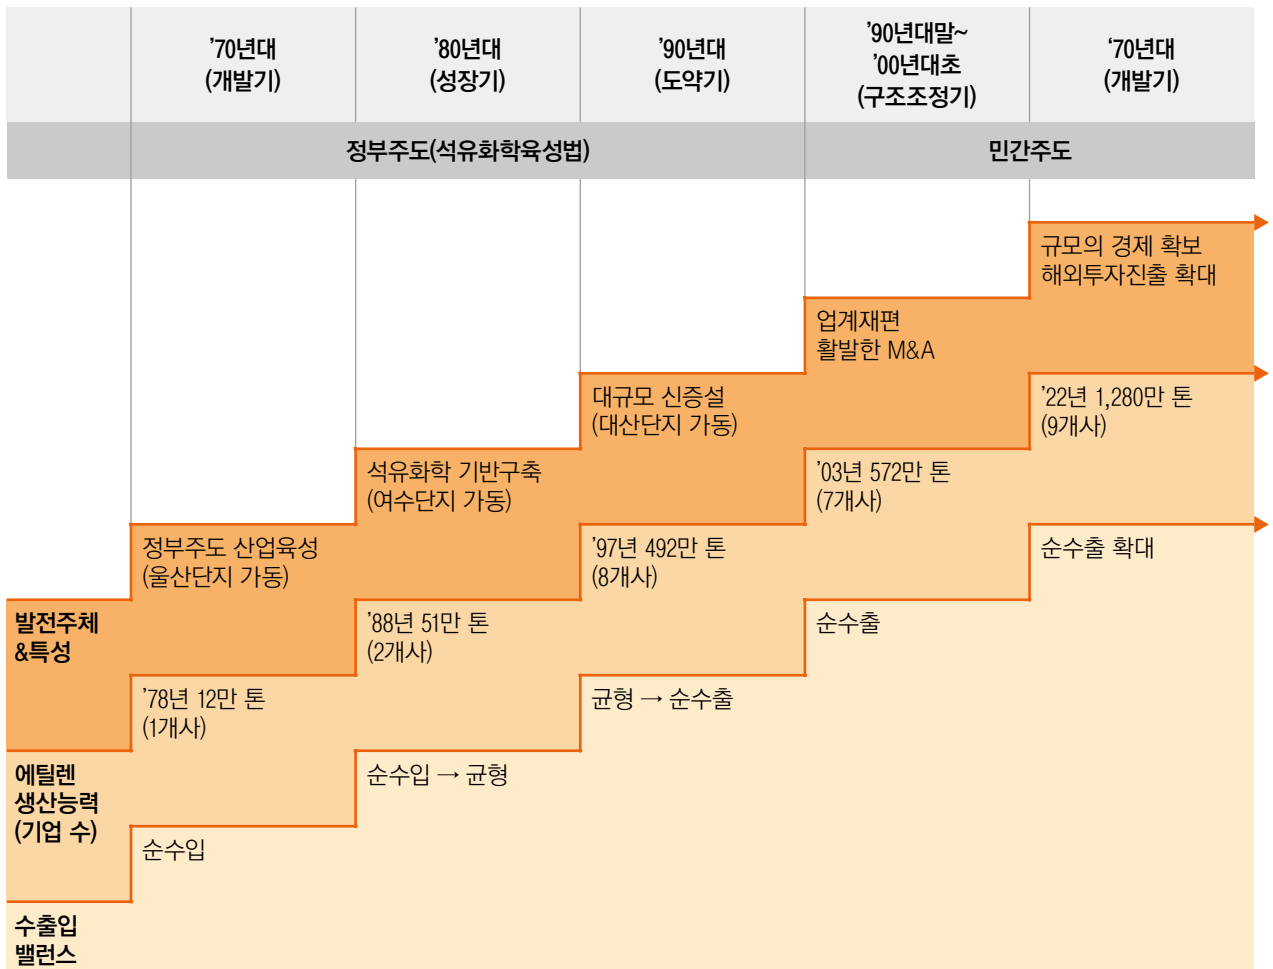 ’70년대
(개발기)
’80년대
(성장기)
’90년대
(도약기)
’90년대말~
’00년대초
(구조조정기)
‘70년대
(개발기)
정부주도(석유화학육성법)
민간주도
발전주체
&특성
정부주도 산업육성
(울산단지 가동)
석유화학 기반구축
(여수단지 가동)
대규모 신증설
(대산단지 가동)
업계재편
활발한 M&A
규모의 경제 확보
해외투자진출 확대
에틸렌
생산능력
(기업 수)
’78년 12만 톤
(1개사)
’88년 51만 톤
(2개사)
’97년 492만 톤
(8개사)
’03년 572만 톤
(7개사)
’22년 1,280만 톤
(9개사)
수출입
밸런스
순수입
순수입 → 균형
균형 → 순수출
순수출
순수출 확대